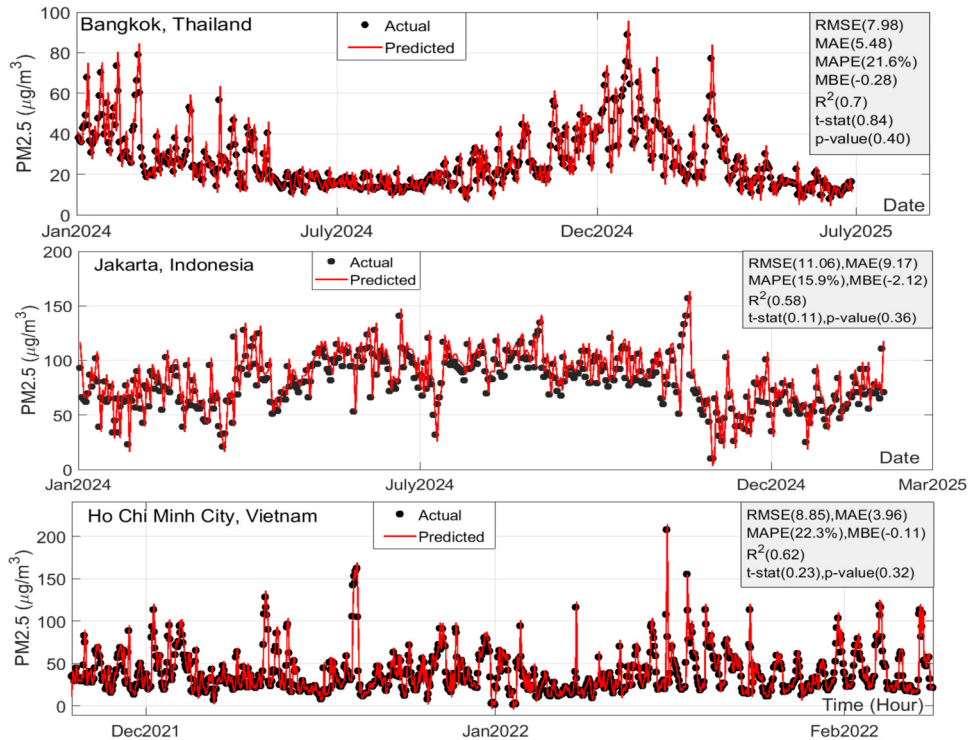 Bangkok, Thailand
Actual
Predicted
RMSE(7.98)
MAE(5.48)
MAPE(21.6%)
MBE(-0.28)
R²(0.7)
t-stat(0.84)
p-value(0.40)
PM2.5 (μg/m³)
100
80
60
40
20
0
Date
Jan2024 July2024 Dec2024 July2025
Jakarta, Indonesia
Actual
Predicted
RMSE(11.06),MAE(9.17)
MAPE(15.9%),MBE(-2.12)
R²(0.58)
t-stat(0.11),p-value(0.36)
PM2.5 (μg/m³)
200
150
100
50
0
Date
Jan2024 July2024 Dec2024 Mar2025
Ho Chi Minh City, Vietnam
Actual
Predicted
RMSE(8.85),MAE(3.96)
MAPE(22.3%),MBE(-0.11)
R²(0.62)
t-stat(0.23),p-value(0.32)
PM2.5 (μg/m³)
200
150
100
50
0
Time (Hour)
Dec2021 Jan2022 Feb2022